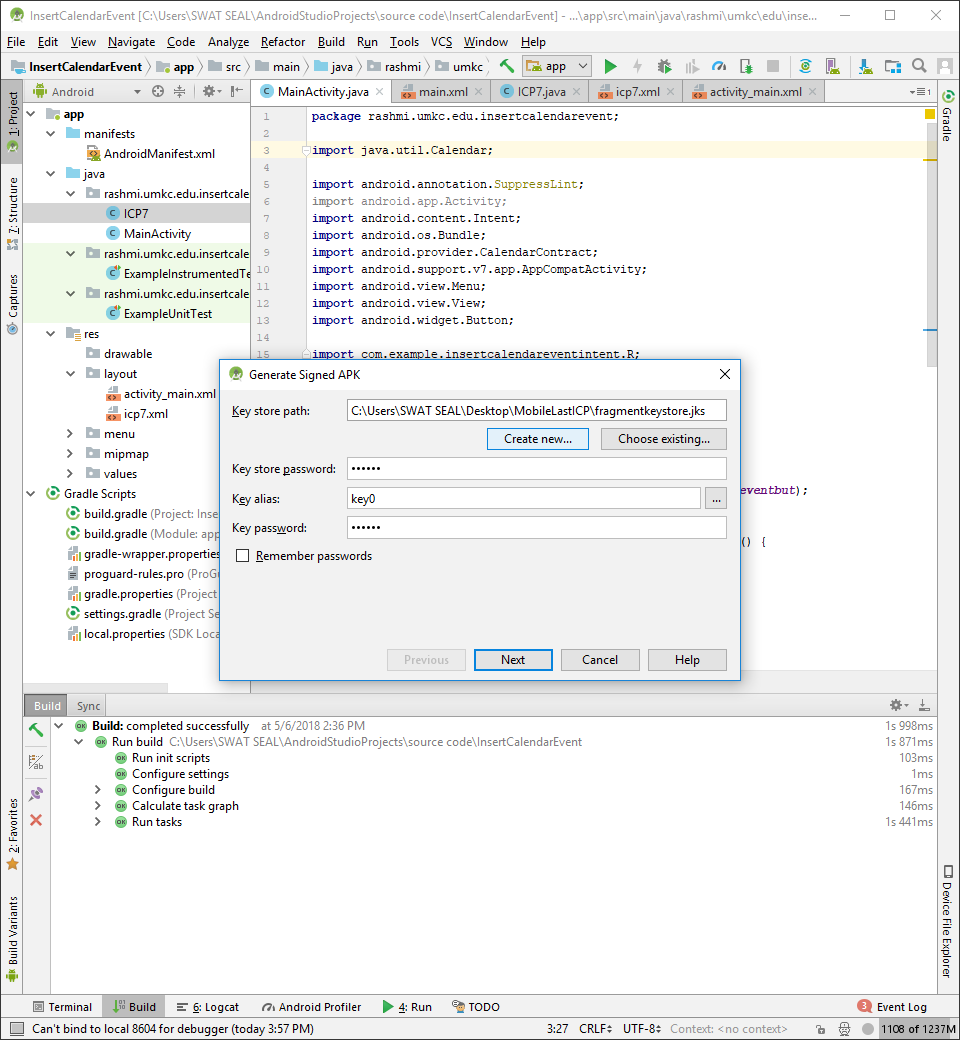 InsertCalendarEvent [C:\Users\SWAT SEAL\AndroidStudioProjects\source code\InsertCalendarEvent] - ...\app\src\main\java\rashmi\umkc\edu\inse...
File Edit View Navigate Code Analyze Refactor Build Run Tools VCS Window Help
InsertCalendarEvent app src main java rashmi umkc app
Android
MainActivity.java main.xml ICP7.java icp7.xml activity_main.xml
1: Project
7: Structure
Captures
2: Favorites
Build Variants
Gradle
Device File Explorer
app
manifests
AndroidManifest.xml
java
rashmi.umkc.edu.insertcale
ICP7
MainActivity
rashmi.umkc.edu.insertcale
ExampleInstrumentedTe
rashmi.umkc.edu.insertcale
ExampleUnitTest
res
drawable
layout
activity_main.xml
icp7.xml
menu
mipmap
values
Gradle Scripts
build.gradle (Project: Inse
build.gradle (Module: app
gradle-wrapper.properties
proguard-rules.pro (ProG
gradle.properties (Project
settings.gradle (Project Se
local.properties (SDK Loca
1 package rashmi.umkc.edu.insertcalendarevent;
2
3 import java.util.Calendar;
4
5 import android.annotation.SuppressLint;
6 import android.app.Activity;
7 import android.content.Intent;
8 import android.os.Bundle;
9 import android.provider.CalendarContract;
10 import android.support.v7.app.AppCompatActivity;
11 import android.view.Menu;
12 import android.view.View;
13 import android.widget.Button;
14
15 import com.example.insertcalendareventintent.R;
eventbut);
() {
Generate Signed APK
Key store path: C:\Users\SWAT SEAL\Desktop\MobileLastICP\fragmentkeystore.jks
Create new... Choose existing...
Key store password: ••••••
Key alias: key0 ...
Key password: ••••••
Remember passwords
Previous Next Cancel Help
Build Sync
Build: completed successfully at 5/6/2018 2:36 PM 1s 998ms
Run build C:\Users\SWAT SEAL\AndroidStudioProjects\source code\InsertCalendarEvent 1s 871ms
OK Run init scripts 103ms
OK Configure settings 1ms
OK Configure build 167ms
OK Calculate task graph 146ms
OK Run tasks 1s 441ms
Terminal Build 6: Logcat Android Profiler 4: Run TODO 3 Event Log
Can't bind to local 8604 for debugger (today 3:57 PM) 3:27 CRLF UTF-8 Context: <no context> 1108 of 1237M